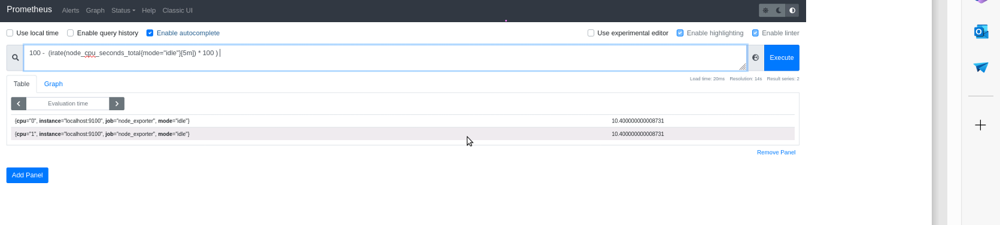 Prometheus Alerts Graph Status Help Classic UI
Use local time Enable query history Enable autocomplete Use experimental editor Enable highlighting Enable linter
100 - (irate(node_cpu_seconds_total{mode="idle"}[5m]) * 100 )
Execute
Load time: 20ms Resolution: 14s Result series: 2
Table Graph
Evaluation time
{cpu="0", instance="localhost:9100", job="node_exporter", mode="idle"} 10.400000000008731
{cpu="1", instance="localhost:9100", job="node_exporter", mode="idle"} 10.400000000008731
Remove Panel
Add Panel